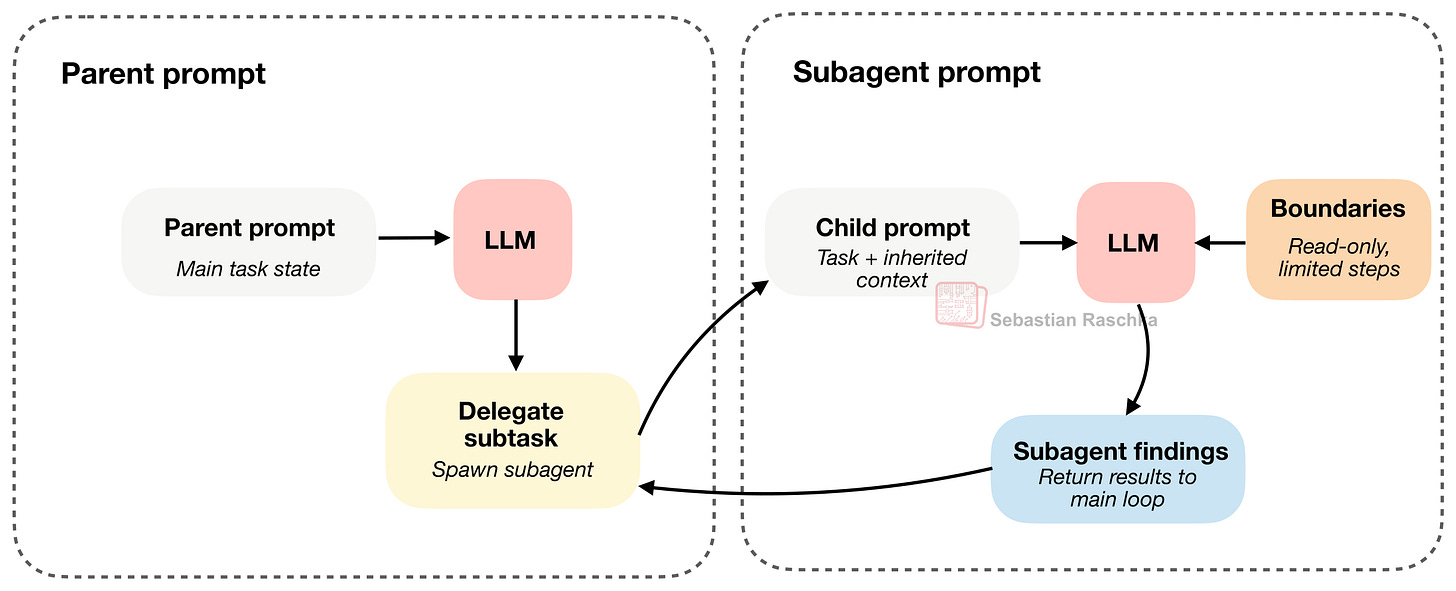 Parent prompt
Subagent prompt
Parent prompt
Main task state
LLM
Child prompt
Task + inherited
context
LLM
Boundaries
Read-only,
limited steps
Sebastian Raschka
Delegate
subtask
Spawn subagent
Subagent findings
Return results to
main loop